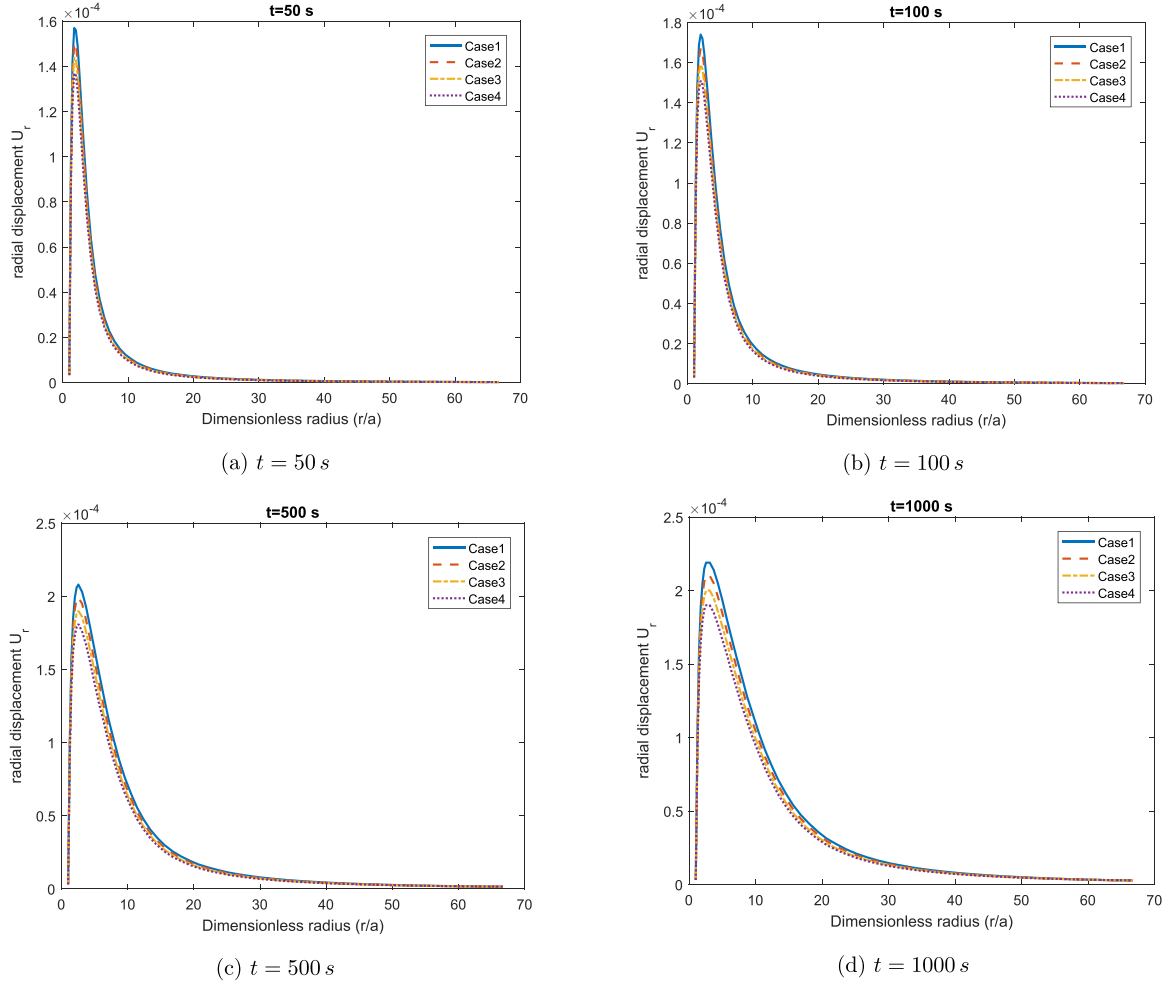 t=50 s
×10-4
radial displacement Ur
1.6
1.4
1.2
1
0.8
0.6
0.4
0.2
0
Case1
Case2
Case3
Case4
0 10 20 30 40 50 60 70
Dimensionless radius (r/a)
(a) t = 50 s
t=100 s
×10-4
radial displacement Ur
1.8
1.6
1.4
1.2
1
0.8
0.6
0.4
0.2
0
Case1
Case2
Case3
Case4
0 10 20 30 40 50 60 70
Dimensionless radius (r/a)
(b) t = 100 s
t=500 s
×10-4
radial displacement Ur
2.5
2
1.5
1
0.5
0
Case1
Case2
Case3
Case4
0 10 20 30 40 50 60 70
Dimensionless radius (r/a)
(c) t = 500 s
t=1000 s
×10-4
radial displacement Ur
2.5
2
1.5
1
0.5
0
Case1
Case2
Case3
Case4
0 10 20 30 40 50 60 70
Dimensionless radius (r/a)
(d) t = 1000 s